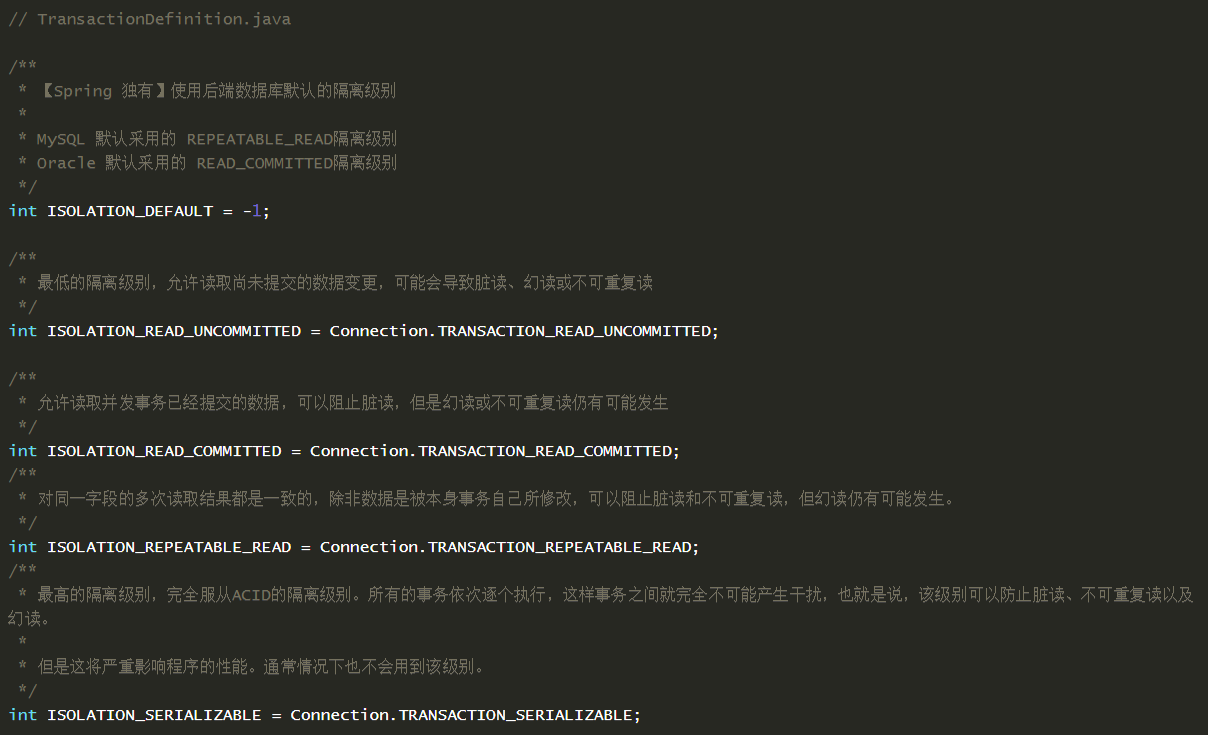 // TransactionDefinition.java
/**
 * 【Spring 独有】使用后端数据库默认的隔离级别
 *
 * MySQL 默认采用的 REPEATABLE_READ隔离级别
 * Oracle 默认采用的 READ_COMMITTED隔离级别
 */
int ISOLATION_DEFAULT = -1;
/**
 * 最低的隔离级别，允许读取尚未提交的数据变更，可能会导致脏读、幻读或不可重复读
 */
int ISOLATION_READ_UNCOMMITTED = Connection.TRANSACTION_READ_UNCOMMITTED;
/**
 * 允许读取并发事务已经提交的数据，可以阻止脏读，但是幻读或不可重复读仍有可能发生
 */
int ISOLATION_READ_COMMITTED = Connection.TRANSACTION_READ_COMMITTED;
/**
 * 对同一字段的多次读取结果都是一致的，除非数据是被本身事务自己所修改，可以阻止脏读和不可重复读，但幻读仍有可能发生。
 */
int ISOLATION_REPEATABLE_READ = Connection.TRANSACTION_REPEATABLE_READ;
/**
 * 最高的隔离级别，完全服从ACID的隔离级别。所有的事务依次逐个执行，这样事务之间就完全不可能产生干扰，也就是说，该级别可以防止脏读、不可重复读以及
幻读。
 *
 * 但是这将严重影响程序的性能。通常情况下也不会用到该级别。
 */
int ISOLATION_SERIALIZABLE = Connection.TRANSACTION_SERIALIZABLE;